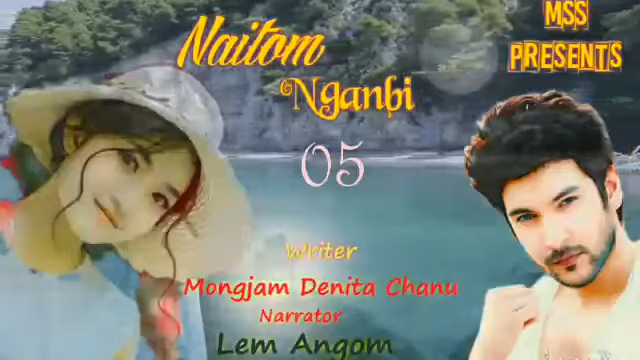 Naitom
Nganbi
MSS
PRESENTS
05
Writer
Mongjam Denita Chanu
Narrator
Lem Angom